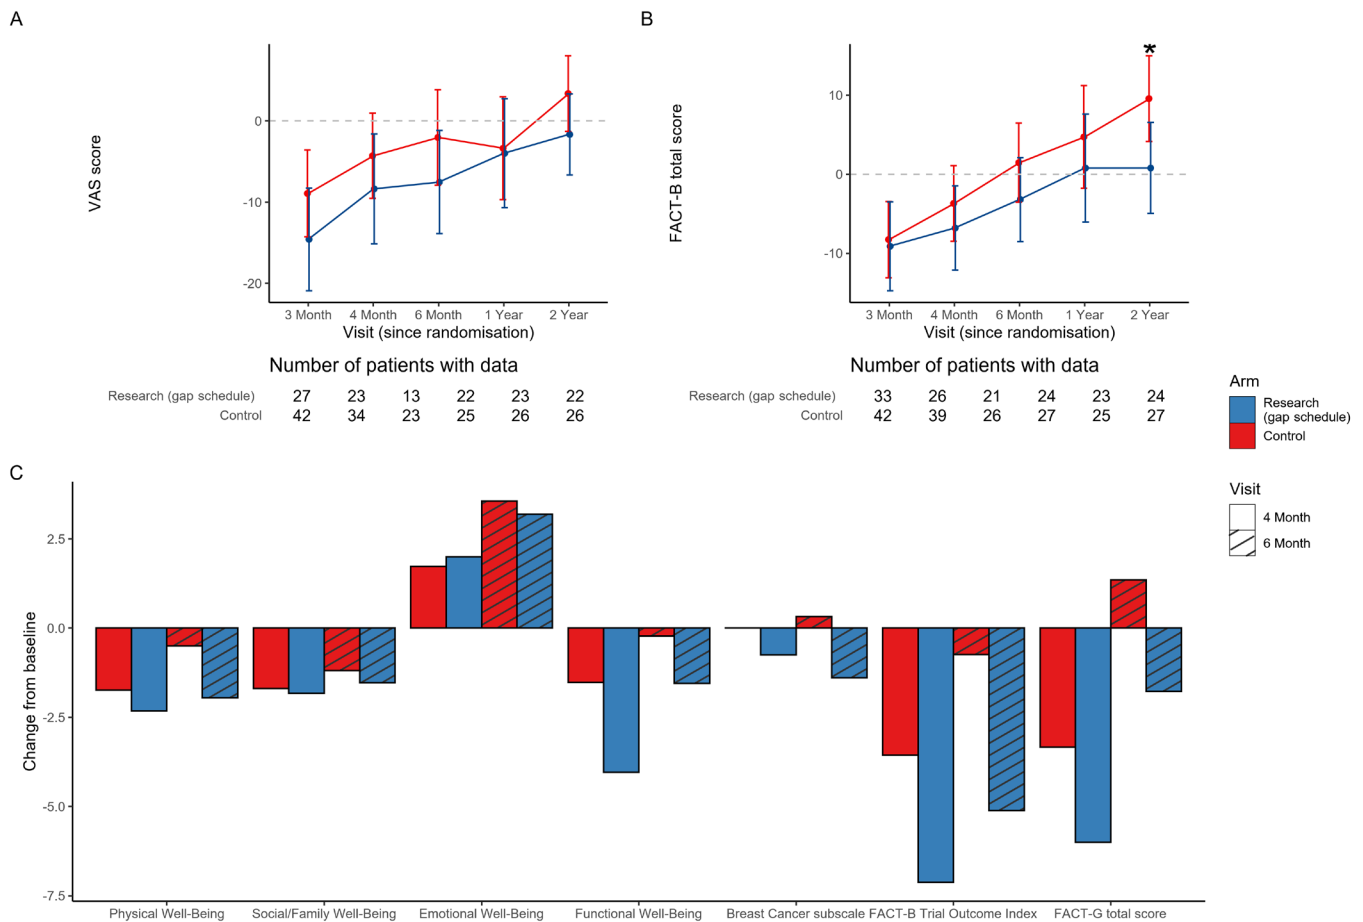 A
VAS score
0
-10
-20
3 Month 4 Month 6 Month 1 Year 2 Year
Visit (since randomisation)
Number of patients with data
Research (gap schedule) 27 23 13 22 23 22
Control 42 34 23 25 26 26
B
FACT-B total score
*
10
0
-10
3 Month 4 Month 6 Month 1 Year 2 Year
Visit (since randomisation)
Number of patients with data
Research (gap schedule) 33 26 21 24 23 24
Control 42 39 26 27 25 27
Arm
Research
(gap schedule)
Control
Visit
4 Month
6 Month
C
Change from baseline
2.5
0.0
-2.5
-5.0
-7.5
Physical Well-Being Social/Family Well-Being Emotional Well-Being Functional Well-Being Breast Cancer subscale FACT-B Trial Outcome Index FACT-G total score